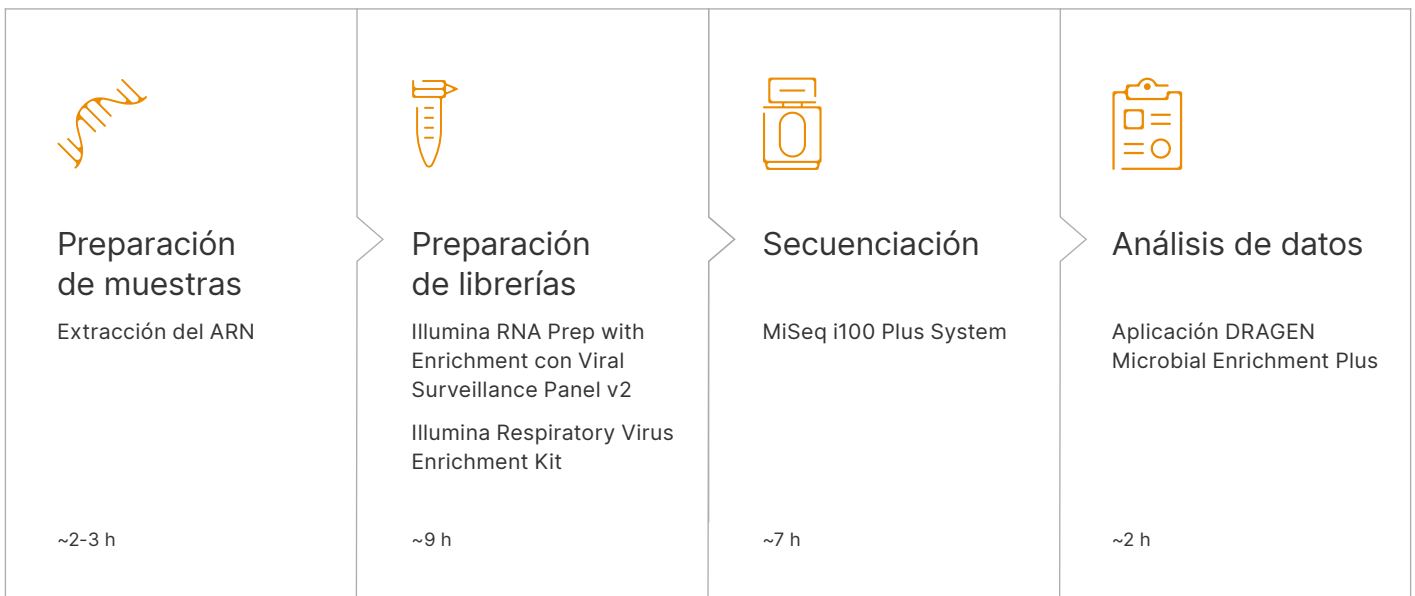 Preparación
de muestras
Extracción del ARN
~2-3 h
Preparación
de librerías
Illumina RNA Prep with
Enrichment con Viral
Surveillance Panel v2
Illumina Respiratory Virus
Enrichment Kit
~9 h
Secuenciación
MiSeq i100 Plus System
~7 h
Análisis de datos
Aplicación DRAGEN
Microbial Enrichment Plus
~2 h